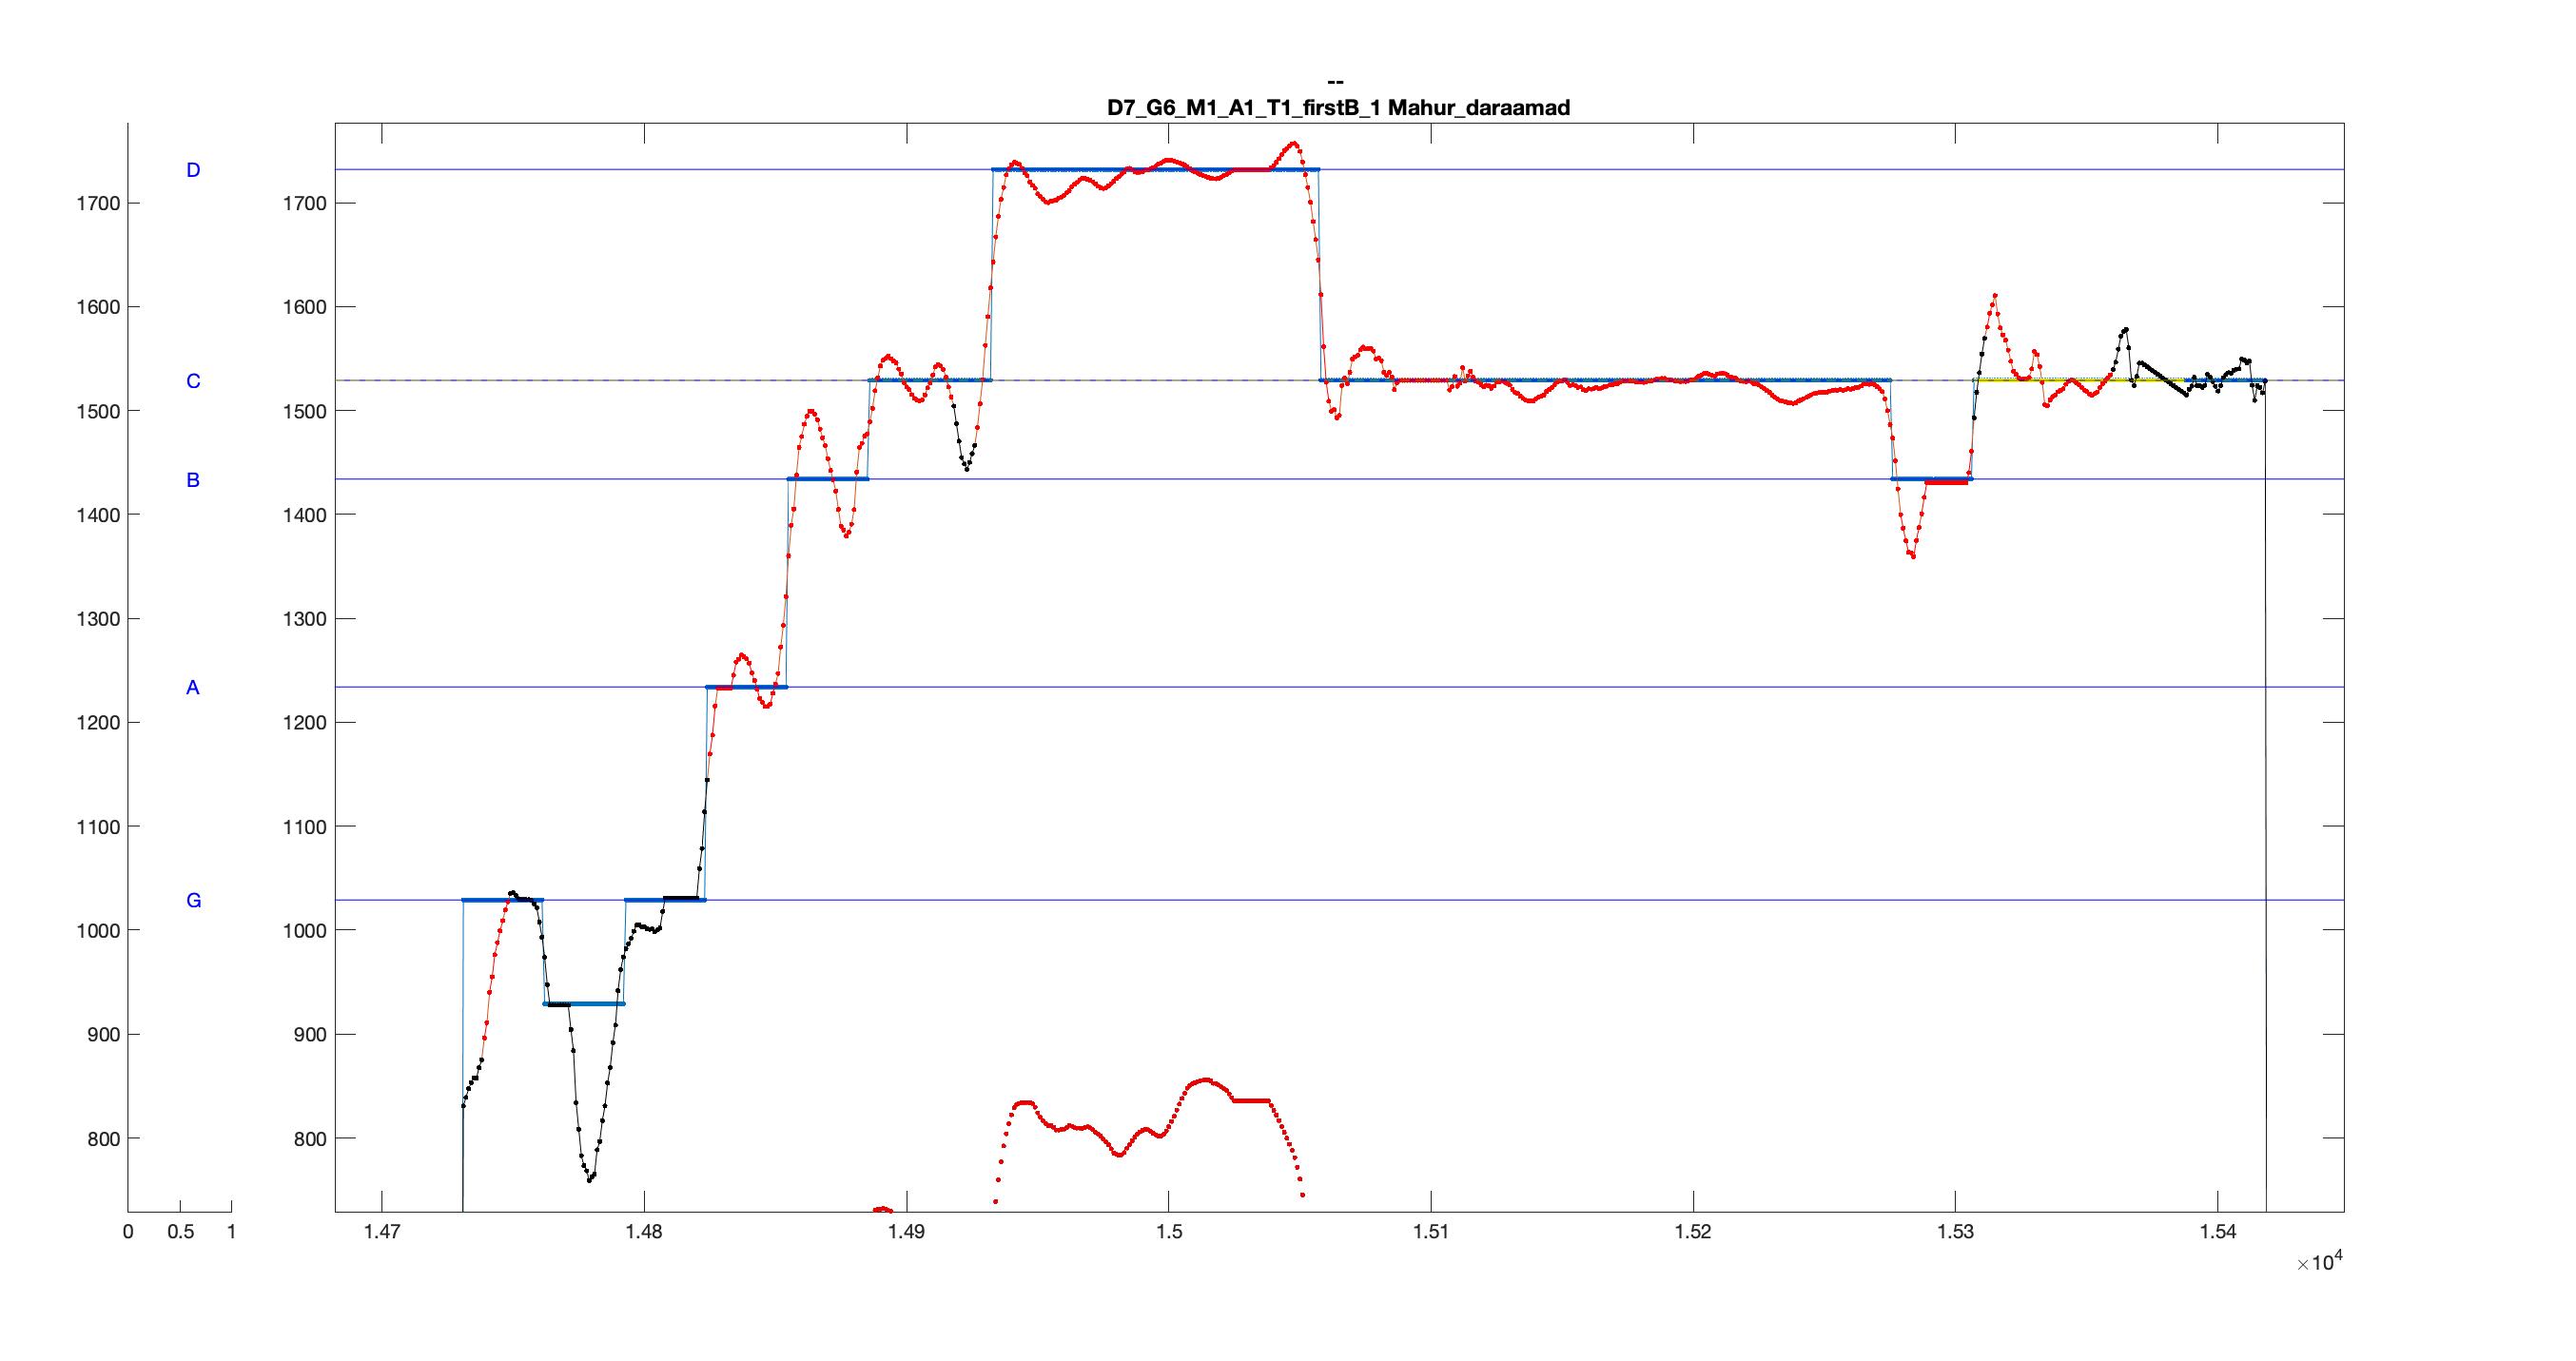 --
D7_G6_M1_A1_T1_firstB_1 Mahur_daraamad
D
1700 1700
1600 1600
C
1500 1500
B
1400 1400
1300 1300
A
1200 1200
1100 1100
G
1000 1000
900 900
800 800
0 0.5 1 1.47 1.48 1.49 1.5 1.51 1.52 1.53 1.54
×10⁴